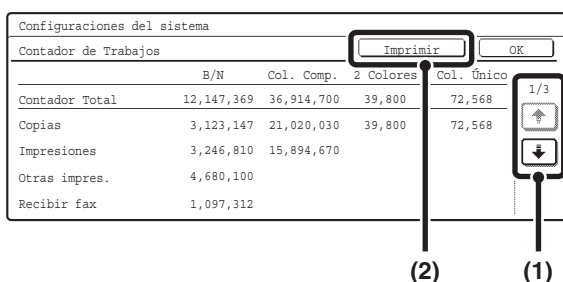 Configuraciones del sistema
Contador de Trabajos Imprimir OK
B/N Col. Comp. 2 Colores Col. Único
1/3
Contador Total 12,147,369 36,914,700 39,800 72,568
Copias 3,123,147 21,020,030 39,800 72,568
Impresiones 3,246,810 15,894,670
Otras impres. 4,680,100
Recibir fax 1,097,312
(2) (1)